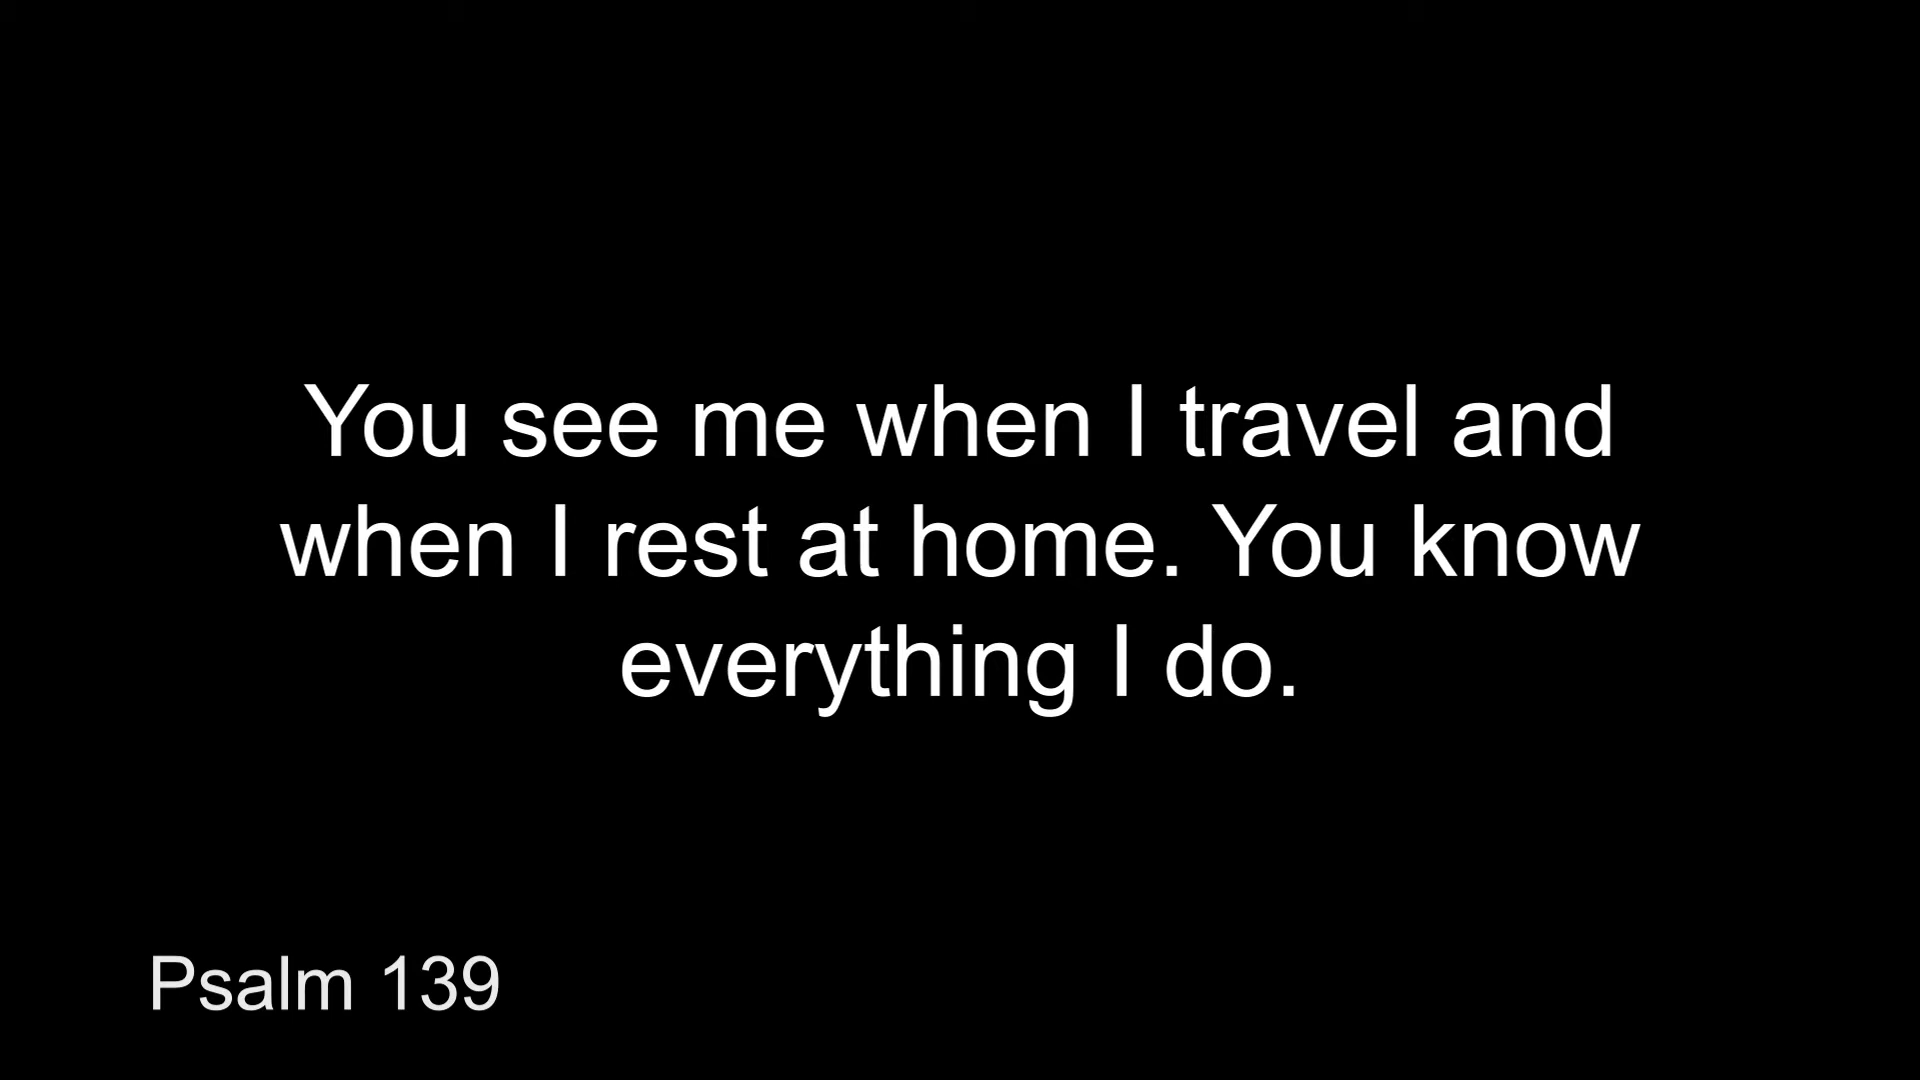 You see me when I travel and
when I rest at home. You know
everything I do.
Psalm 139